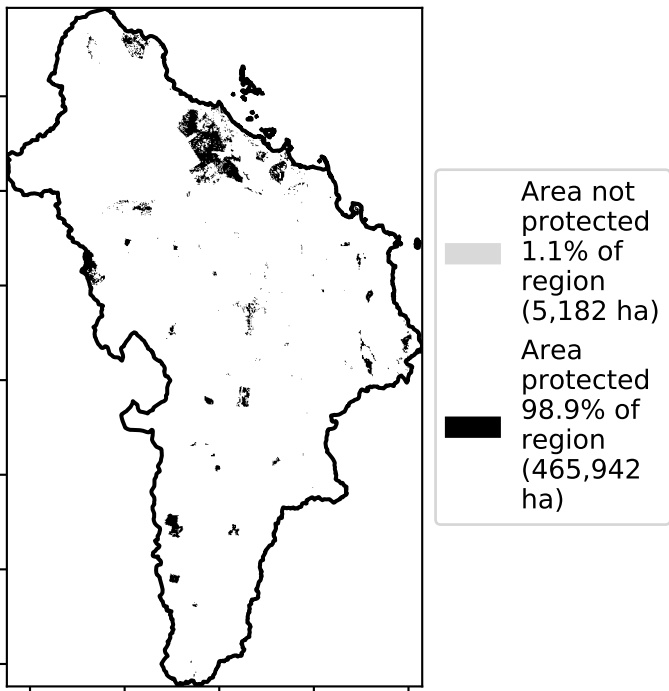 Area not
protected
1.1% of
region
(5,182 ha)
Area
protected
98.9% of
region
(465,942
ha)